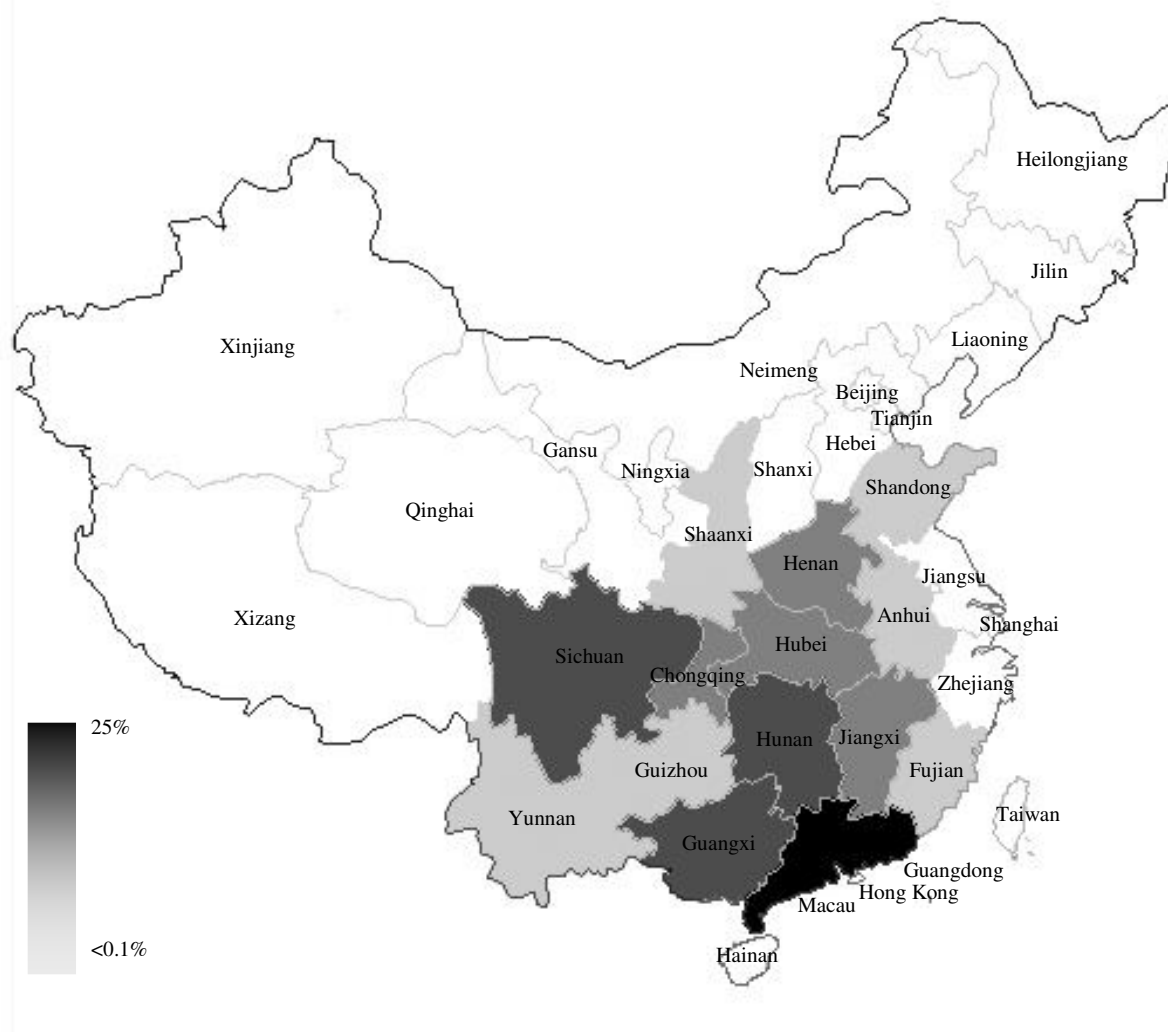 Heilongjiang
Jilin
Liaoning
Xinjiang
Neimeng
Beijing
Tianjin
Hebei
Gansu
Ningxia
Shanxi
Shandong
Qinghai
Shaanxi
Henan
Jiangsu
Xizang
Anhui
Shanghai
Sichuan
Hubei
Chongqing
Zhejiang
25%
Hunan
Jiangxi
Guizhou
Fujian
Yunnan
Taiwan
Guangxi
Guangdong
Hong Kong
Macau
<0.1%
Hainan